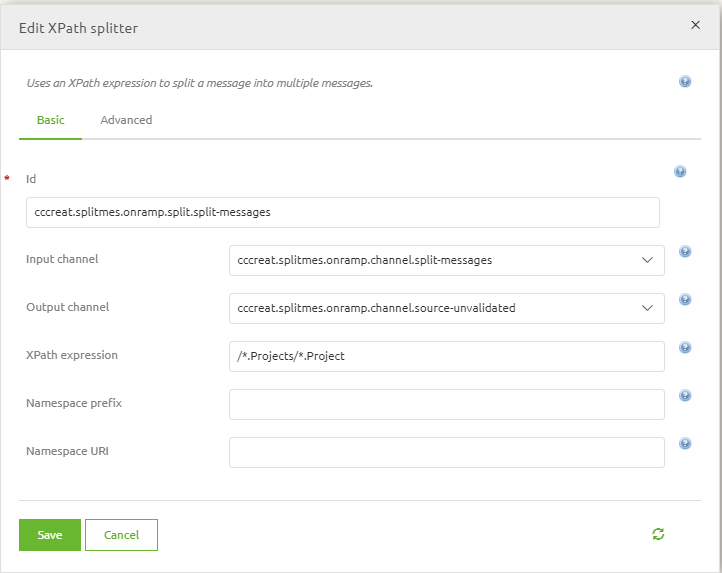 Edit XPath splitter
Uses an XPath expression to split a message into multiple messages.
Basic Advanced
* Id
cccreat.splitmes.onramp.split.split-messages
Input channel cccreat.splitmes.onramp.channel.split-messages
Output channel cccreat.splitmes.onramp.channel.source-unvalidated
XPath expression /*.Projects/*.Project
Namespace prefix
Namespace URI
Save Cancel